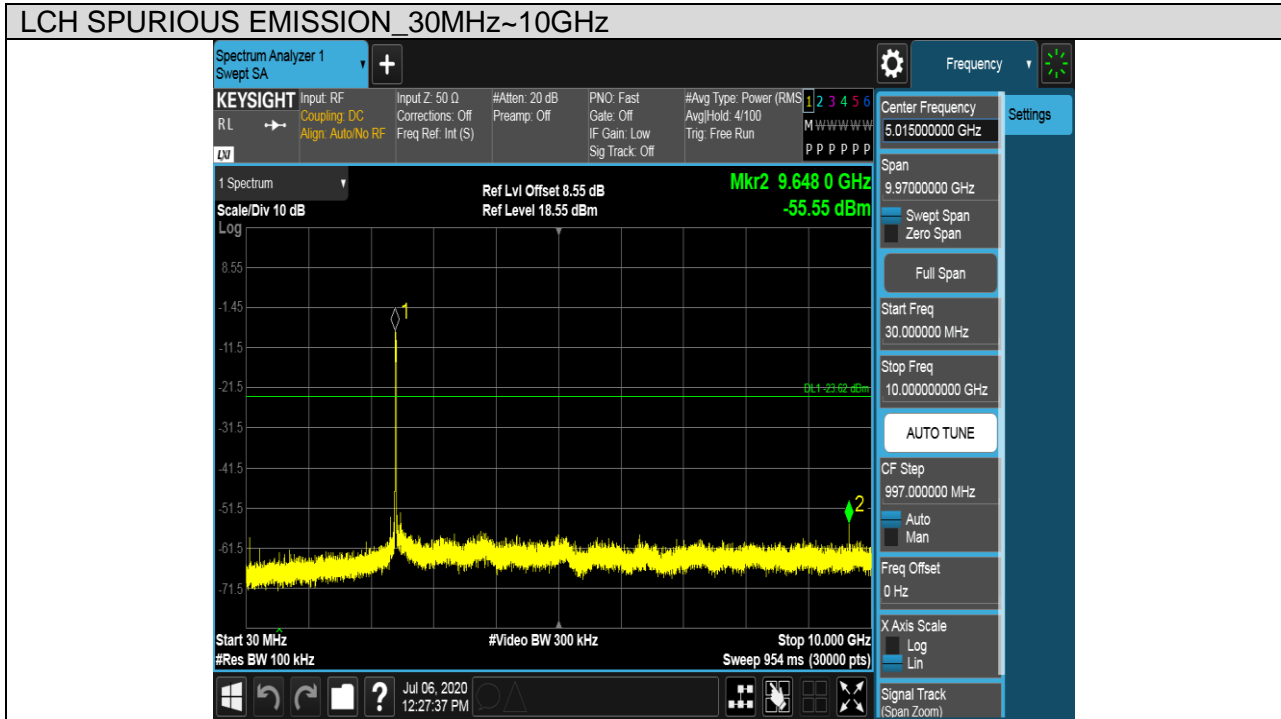 LCH SPURIOUS EMISSION_30MHz~10GHz
Spectrum Analyzer 1
Swept SA
Frequency
KEYSIGHT
RL
LXI
Input: RF
Coupling: DC
Align: Auto/No RF
Input Z: 50 Ω
Corrections: Off
Freq Ref: Int (S)
#Atten: 20 dB
Preamp: Off
PNO: Fast
Gate: Off
IF Gain: Low
Sig Track: Off
#Avg Type: Power (RMS
Avg|Hold: 4/100
Trig: Free Run
1 2 3 4 5 6
M W W W W W
P P P P P P
1 Spectrum
Scale/Div 10 dB
Log
Ref Lvl Offset 8.55 dB
Ref Level 18.55 dBm
Mkr2 9.648 0 GHz
-55.55 dBm
8.55
-1.45
-11.5
-21.5
-31.5
-41.5
-51.5
-61.5
-71.5
1
DL1 -23.62 dBm
2
Start 30 MHz
#Res BW 100 kHz
#Video BW 300 kHz
Stop 10.000 GHz
Sweep 954 ms (30000 pts)
Jul 06, 2020
12:27:37 PM
Center Frequency
5.015000000 GHz
Settings
Span
9.97000000 GHz
Swept Span
Zero Span
Full Span
Start Freq
30.000000 MHz
Stop Freq
10.000000000 GHz
AUTO TUNE
CF Step
997.000000 MHz
Auto
Man
Freq Offset
0 Hz
X Axis Scale
Log
Lin
Signal Track
(Span Zoom)